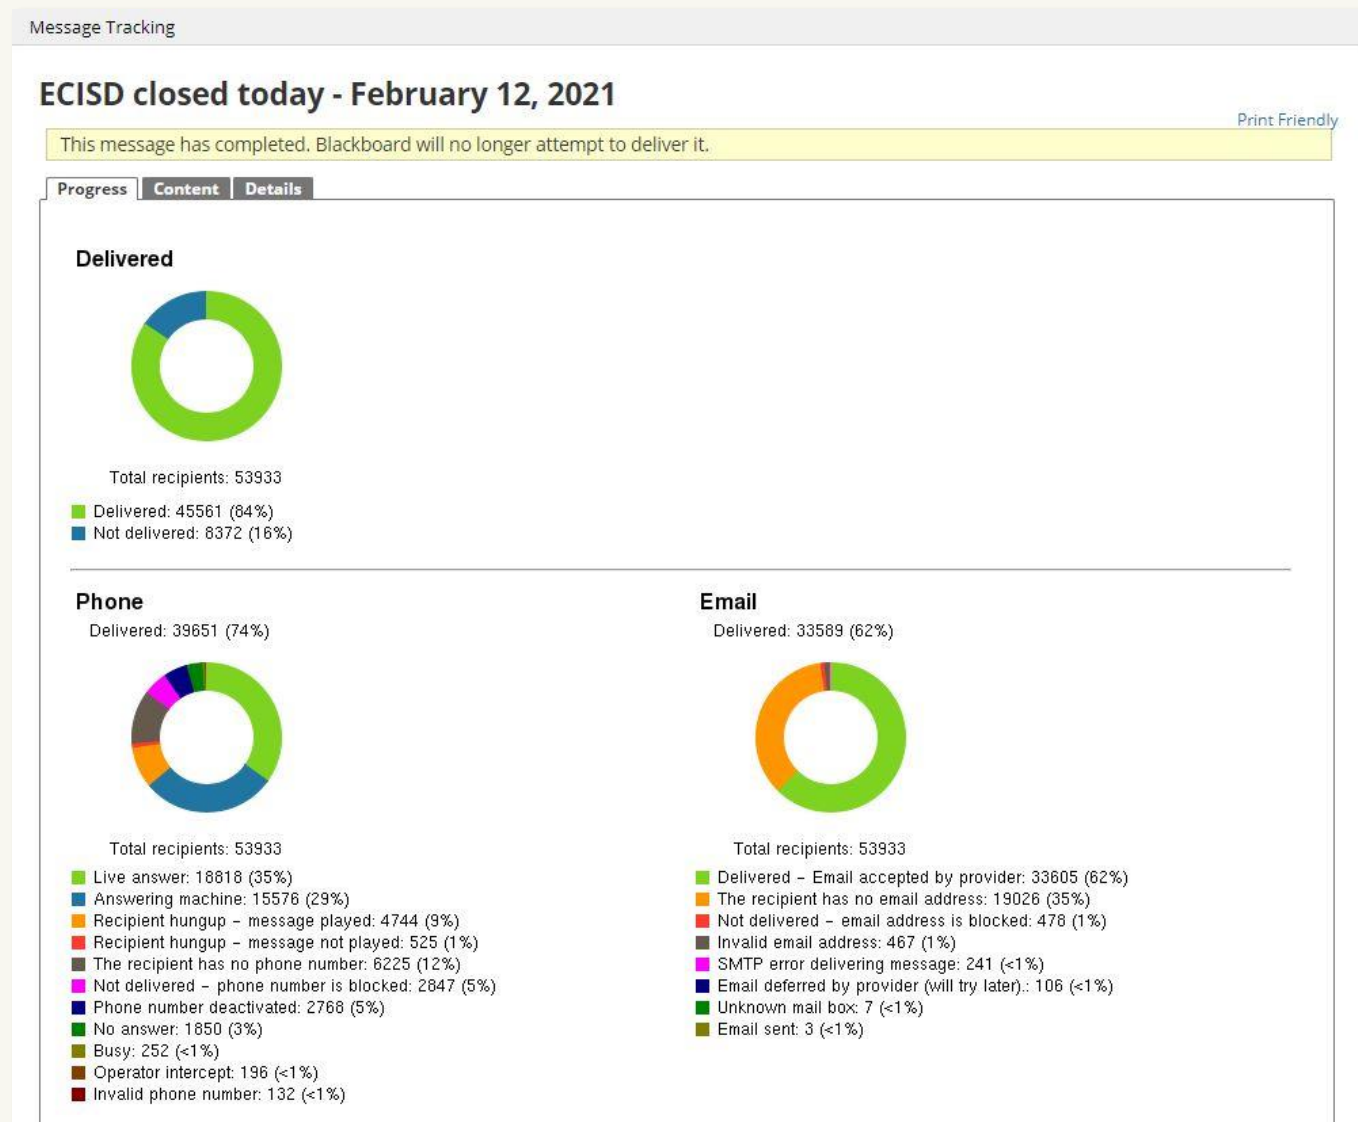 Message Tracking
ECISD closed today - February 12, 2021
Print Friendly
This message has completed. Blackboard will no longer attempt to deliver it.
Progress Content Details
Delivered
Total recipients: 53933
Delivered: 45561 (84%)
Not delivered: 8372 (16%)
Phone
Delivered: 39651 (74%)
Total recipients: 53933
Live answer: 18818 (35%)
Answering machine: 15576 (29%)
Recipient hungup – message played: 4744 (9%)
Recipient hungup – message not played: 525 (1%)
The recipient has no phone number: 6225 (12%)
Not delivered – phone number is blocked: 2847 (5%)
Phone number deactivated: 2768 (5%)
No answer: 1850 (3%)
Busy: 252 (<1%)
Operator intercept: 196 (<1%)
Invalid phone number: 132 (<1%)
Email
Delivered: 33589 (62%)
Total recipients: 53933
Delivered – Email accepted by provider: 33605 (62%)
The recipient has no email address: 19026 (35%)
Not delivered – email address is blocked: 478 (1%)
Invalid email address: 467 (1%)
SMTP error delivering message: 241 (<1%)
Email deferred by provider (will try later).: 106 (<1%)
Unknown mail box: 7 (<1%)
Email sent: 3 (<1%)